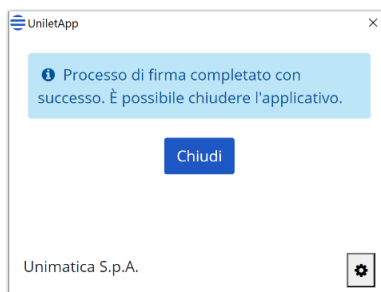 UniletApp
Processo di firma completato con
successo. È possibile chiudere l'applicativo.
Chiudi
Unimatica S.p.A.